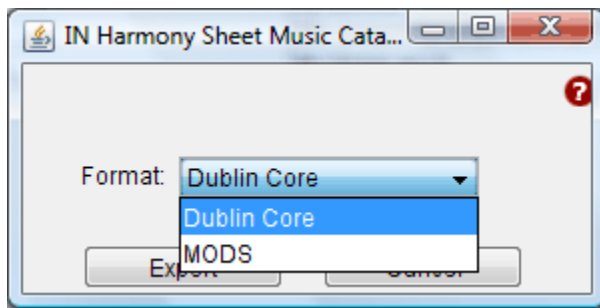 IN Harmony Sheet Music Cata...
?
Format: Dublin Core
Dublin Core
MODS